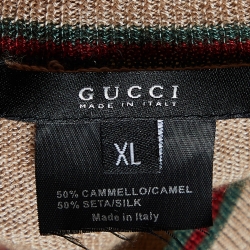 GUCCI
MADE IN ITALY
XL
50% CAMMELLO/CAMEL
50% SETA/SILK
Made in Italy